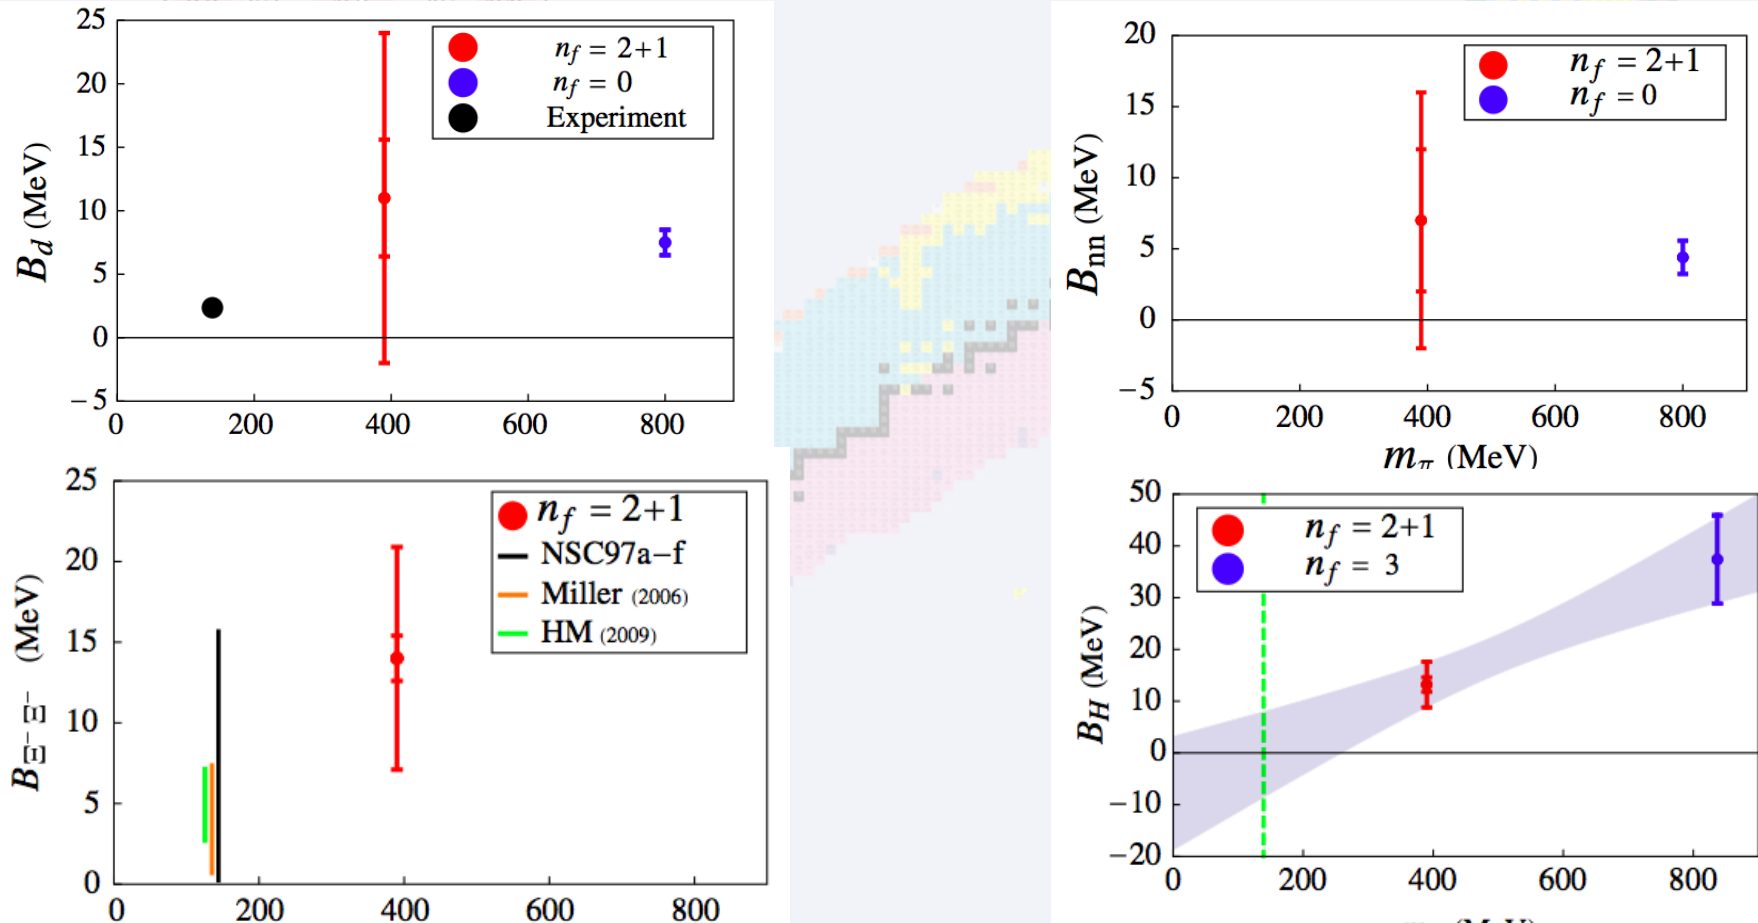 25
20
15
10
5
0
−5
B_d (MeV)
n_f = 2+1
n_f = 0
Experiment
0 200 400 600 800
20
15
10
5
0
−5
B_nn (MeV)
n_f = 2+1
n_f = 0
0 200 400 600 800
m_π (MeV)
25
20
15
10
5
0
B_Ξ⁻Ξ⁻ (MeV)
n_f = 2+1
NSC97a−f
Miller (2006)
HM (2009)
0 200 400 600 800
50
40
30
20
10
0
−10
−20
B_H (MeV)
n_f = 2+1
n_f = 3
0 200 400 600 800
(MeV)